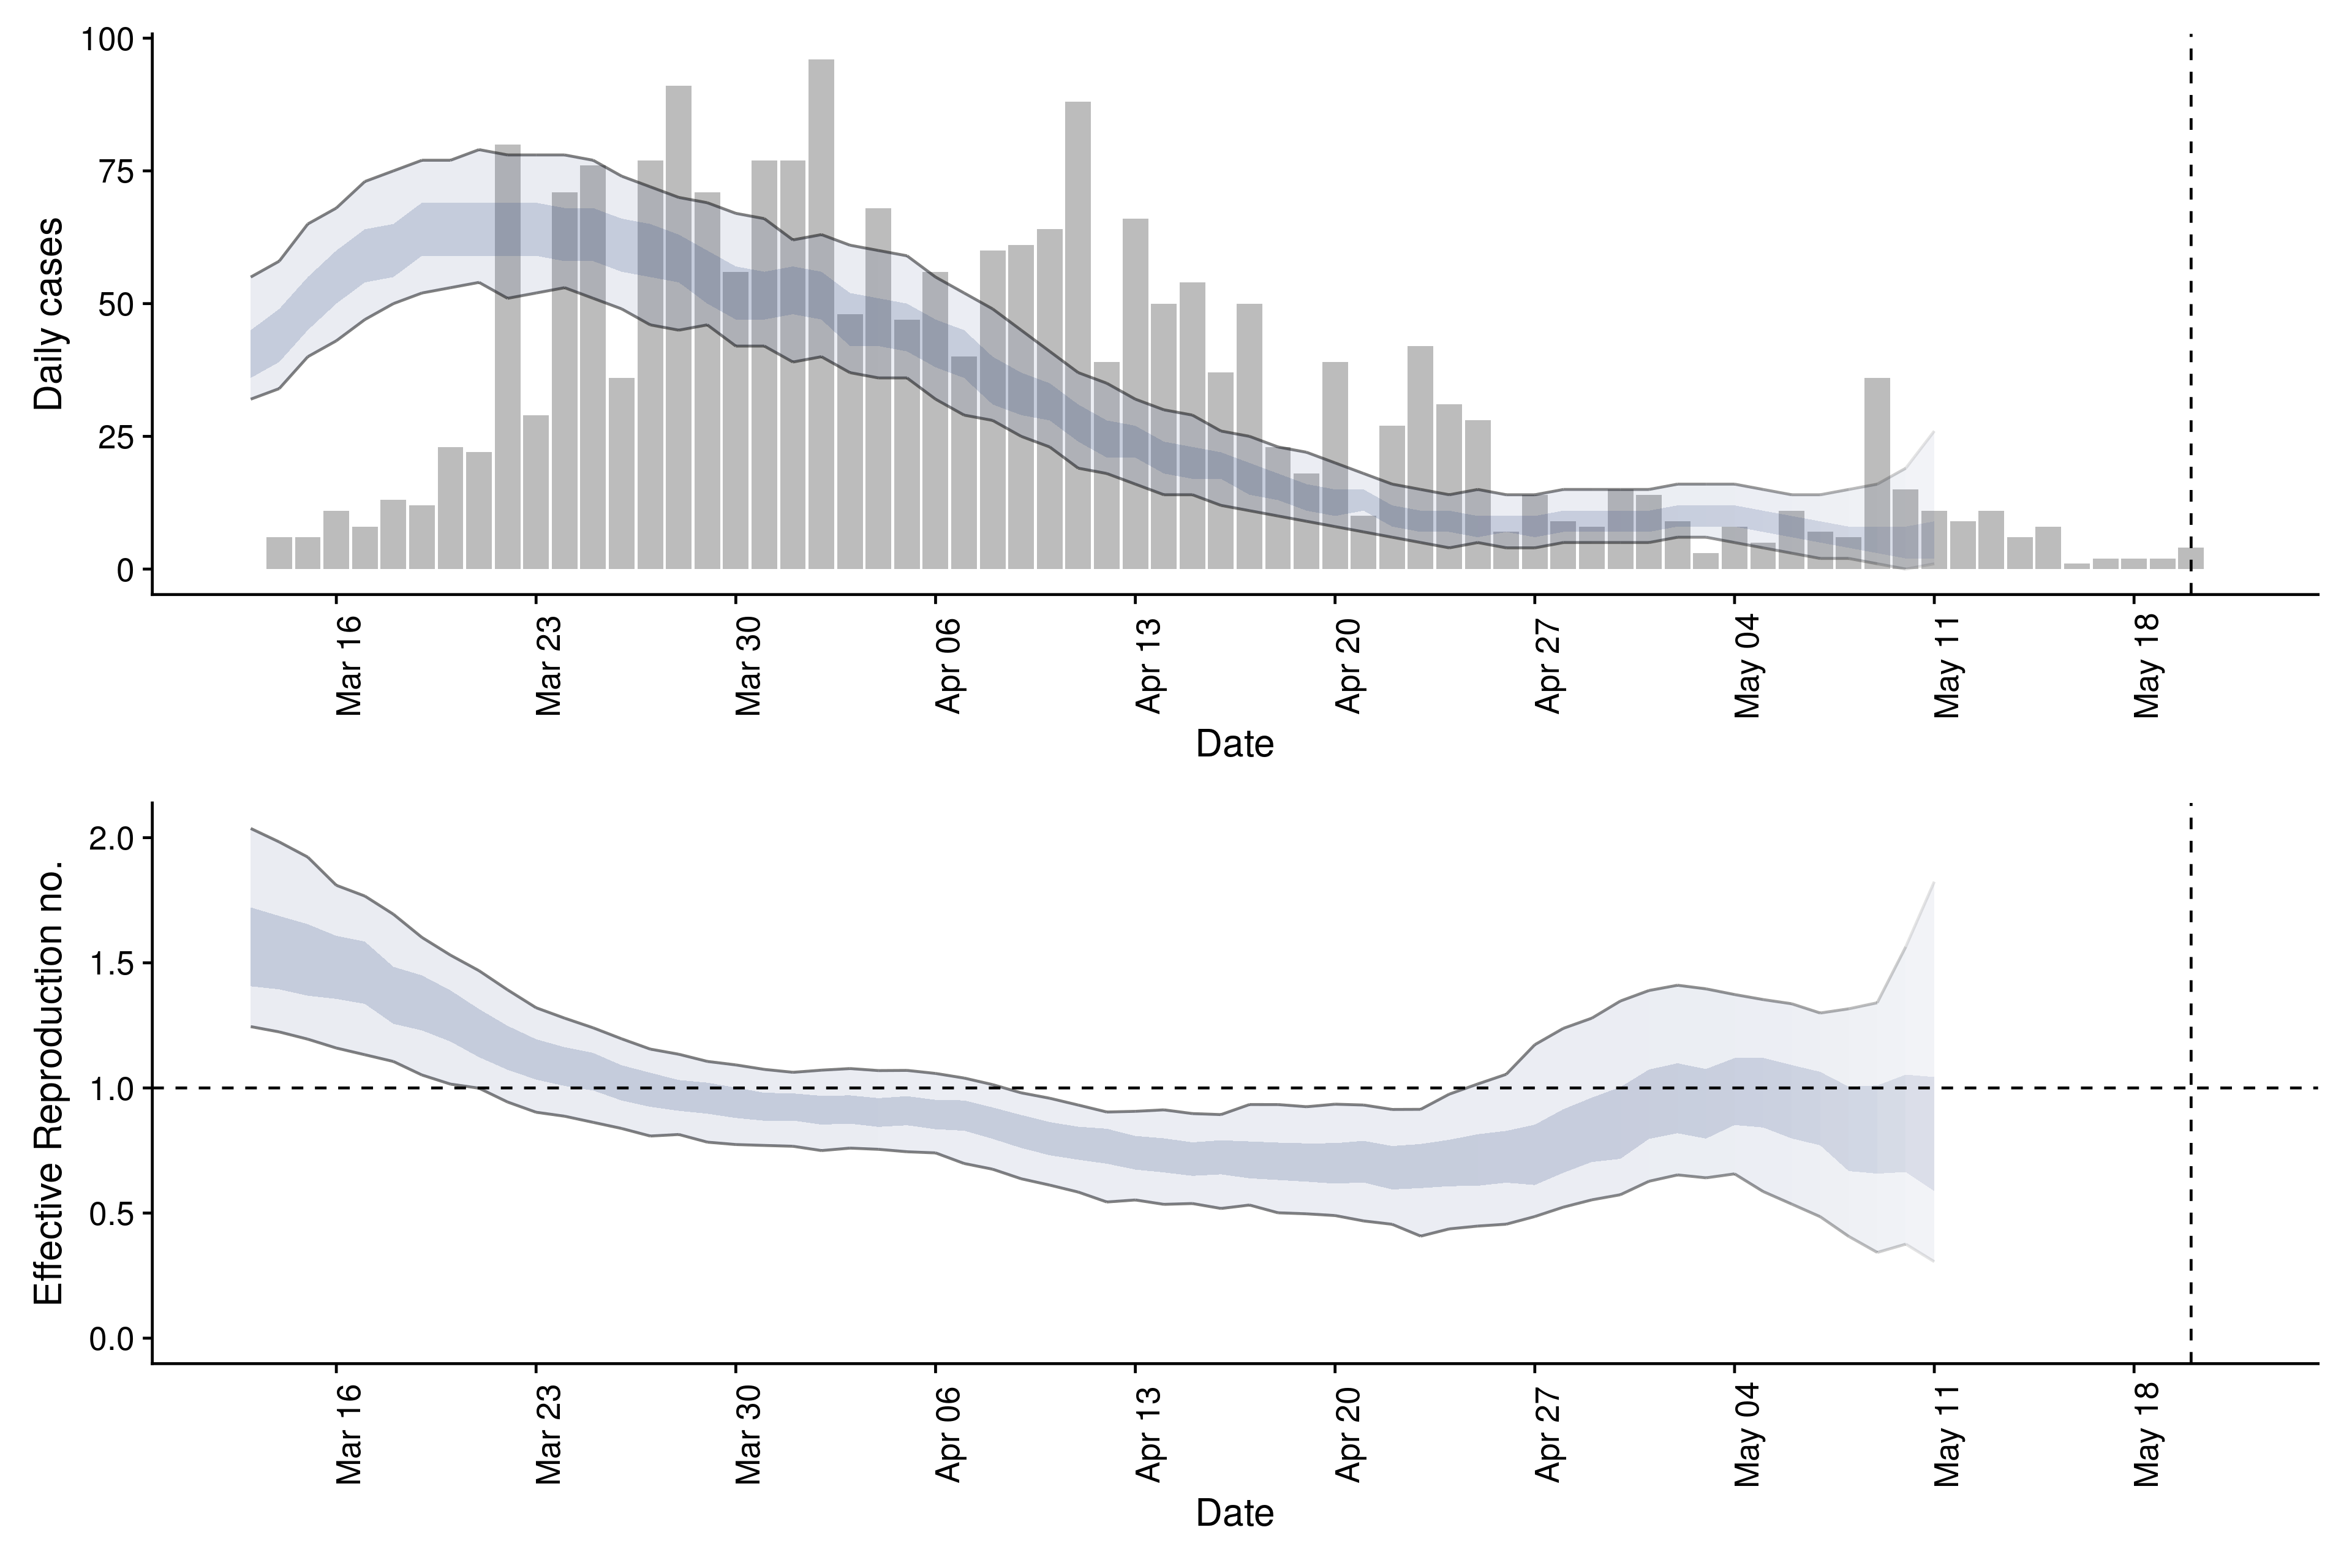 Daily cases
100
75
50
25
0
Mar 16
Mar 23
Mar 30
Apr 06
Apr 13
Apr 20
Apr 27
May 04
May 11
May 18
Date
Effective Reproduction no.
2.0
1.5
1.0
0.5
0.0
Mar 16
Mar 23
Mar 30
Apr 06
Apr 13
Apr 20
Apr 27
May 04
May 11
May 18
Date